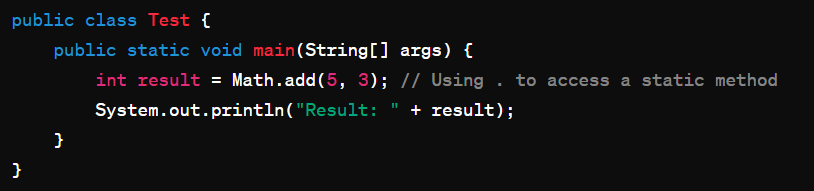 public class Test {
    public static void main(String[] args) {
        int result = Math.add(5, 3); // Using . to access a static method
        System.out.println("Result: " + result);
    }
}